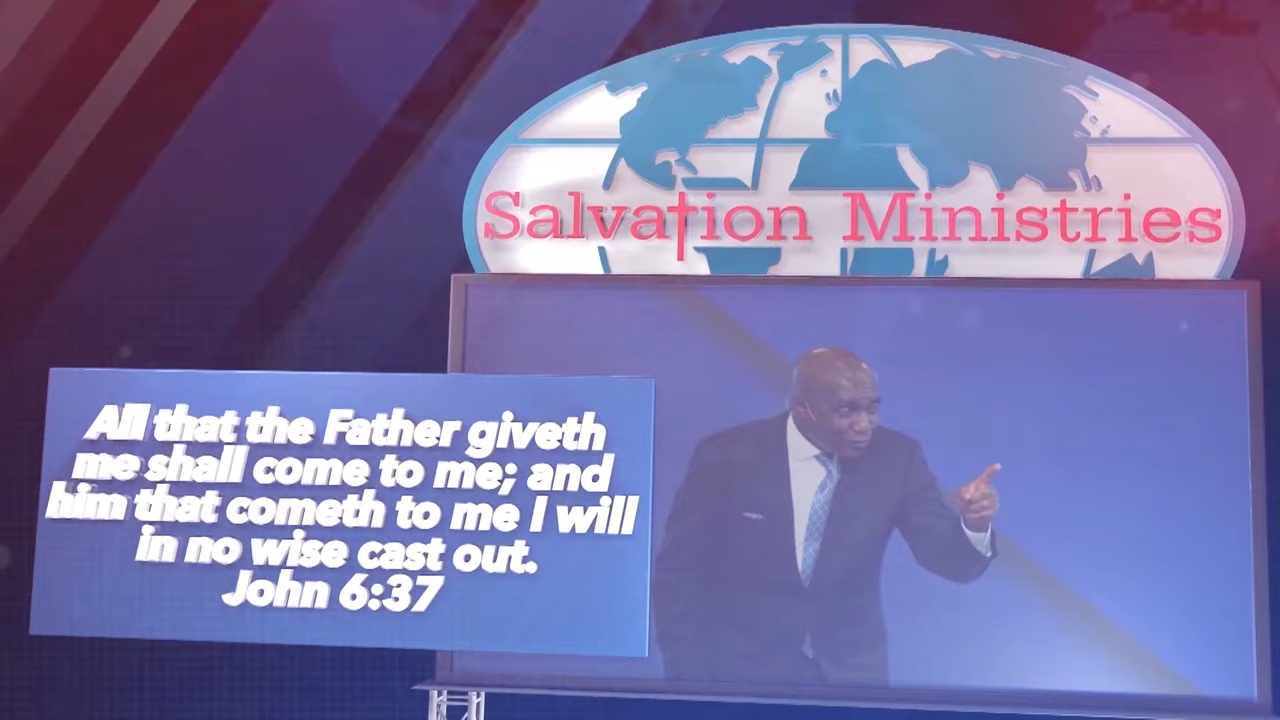 Salvation Ministries
All that the Father giveth
me shall come to me; and
him that cometh to me I will
in no wise cast out.
John 6:37